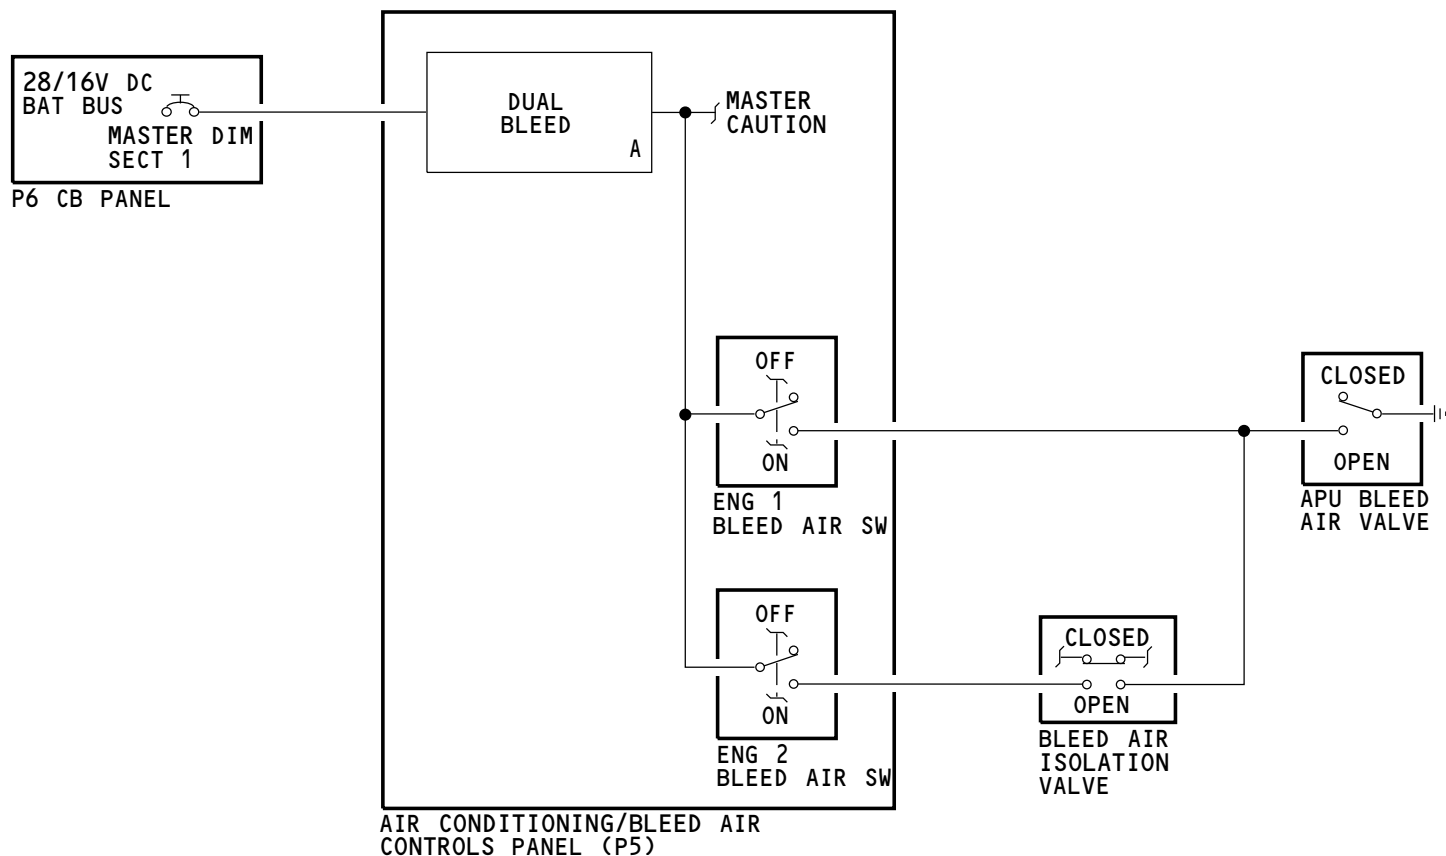 28/16V DC
BAT BUS
MASTER DIM
SECT 1
P6 CB PANEL
DUAL
BLEED
A
MASTER
CAUTION
OFF
ON
ENG 1
BLEED AIR SW
OFF
ON
ENG 2
BLEED AIR SW
CLOSED
OPEN
APU BLEED
AIR VALVE
CLOSED
OPEN
BLEED AIR
ISOLATION
VALVE
AIR CONDITIONING/BLEED AIR
CONTROLS PANEL (P5)